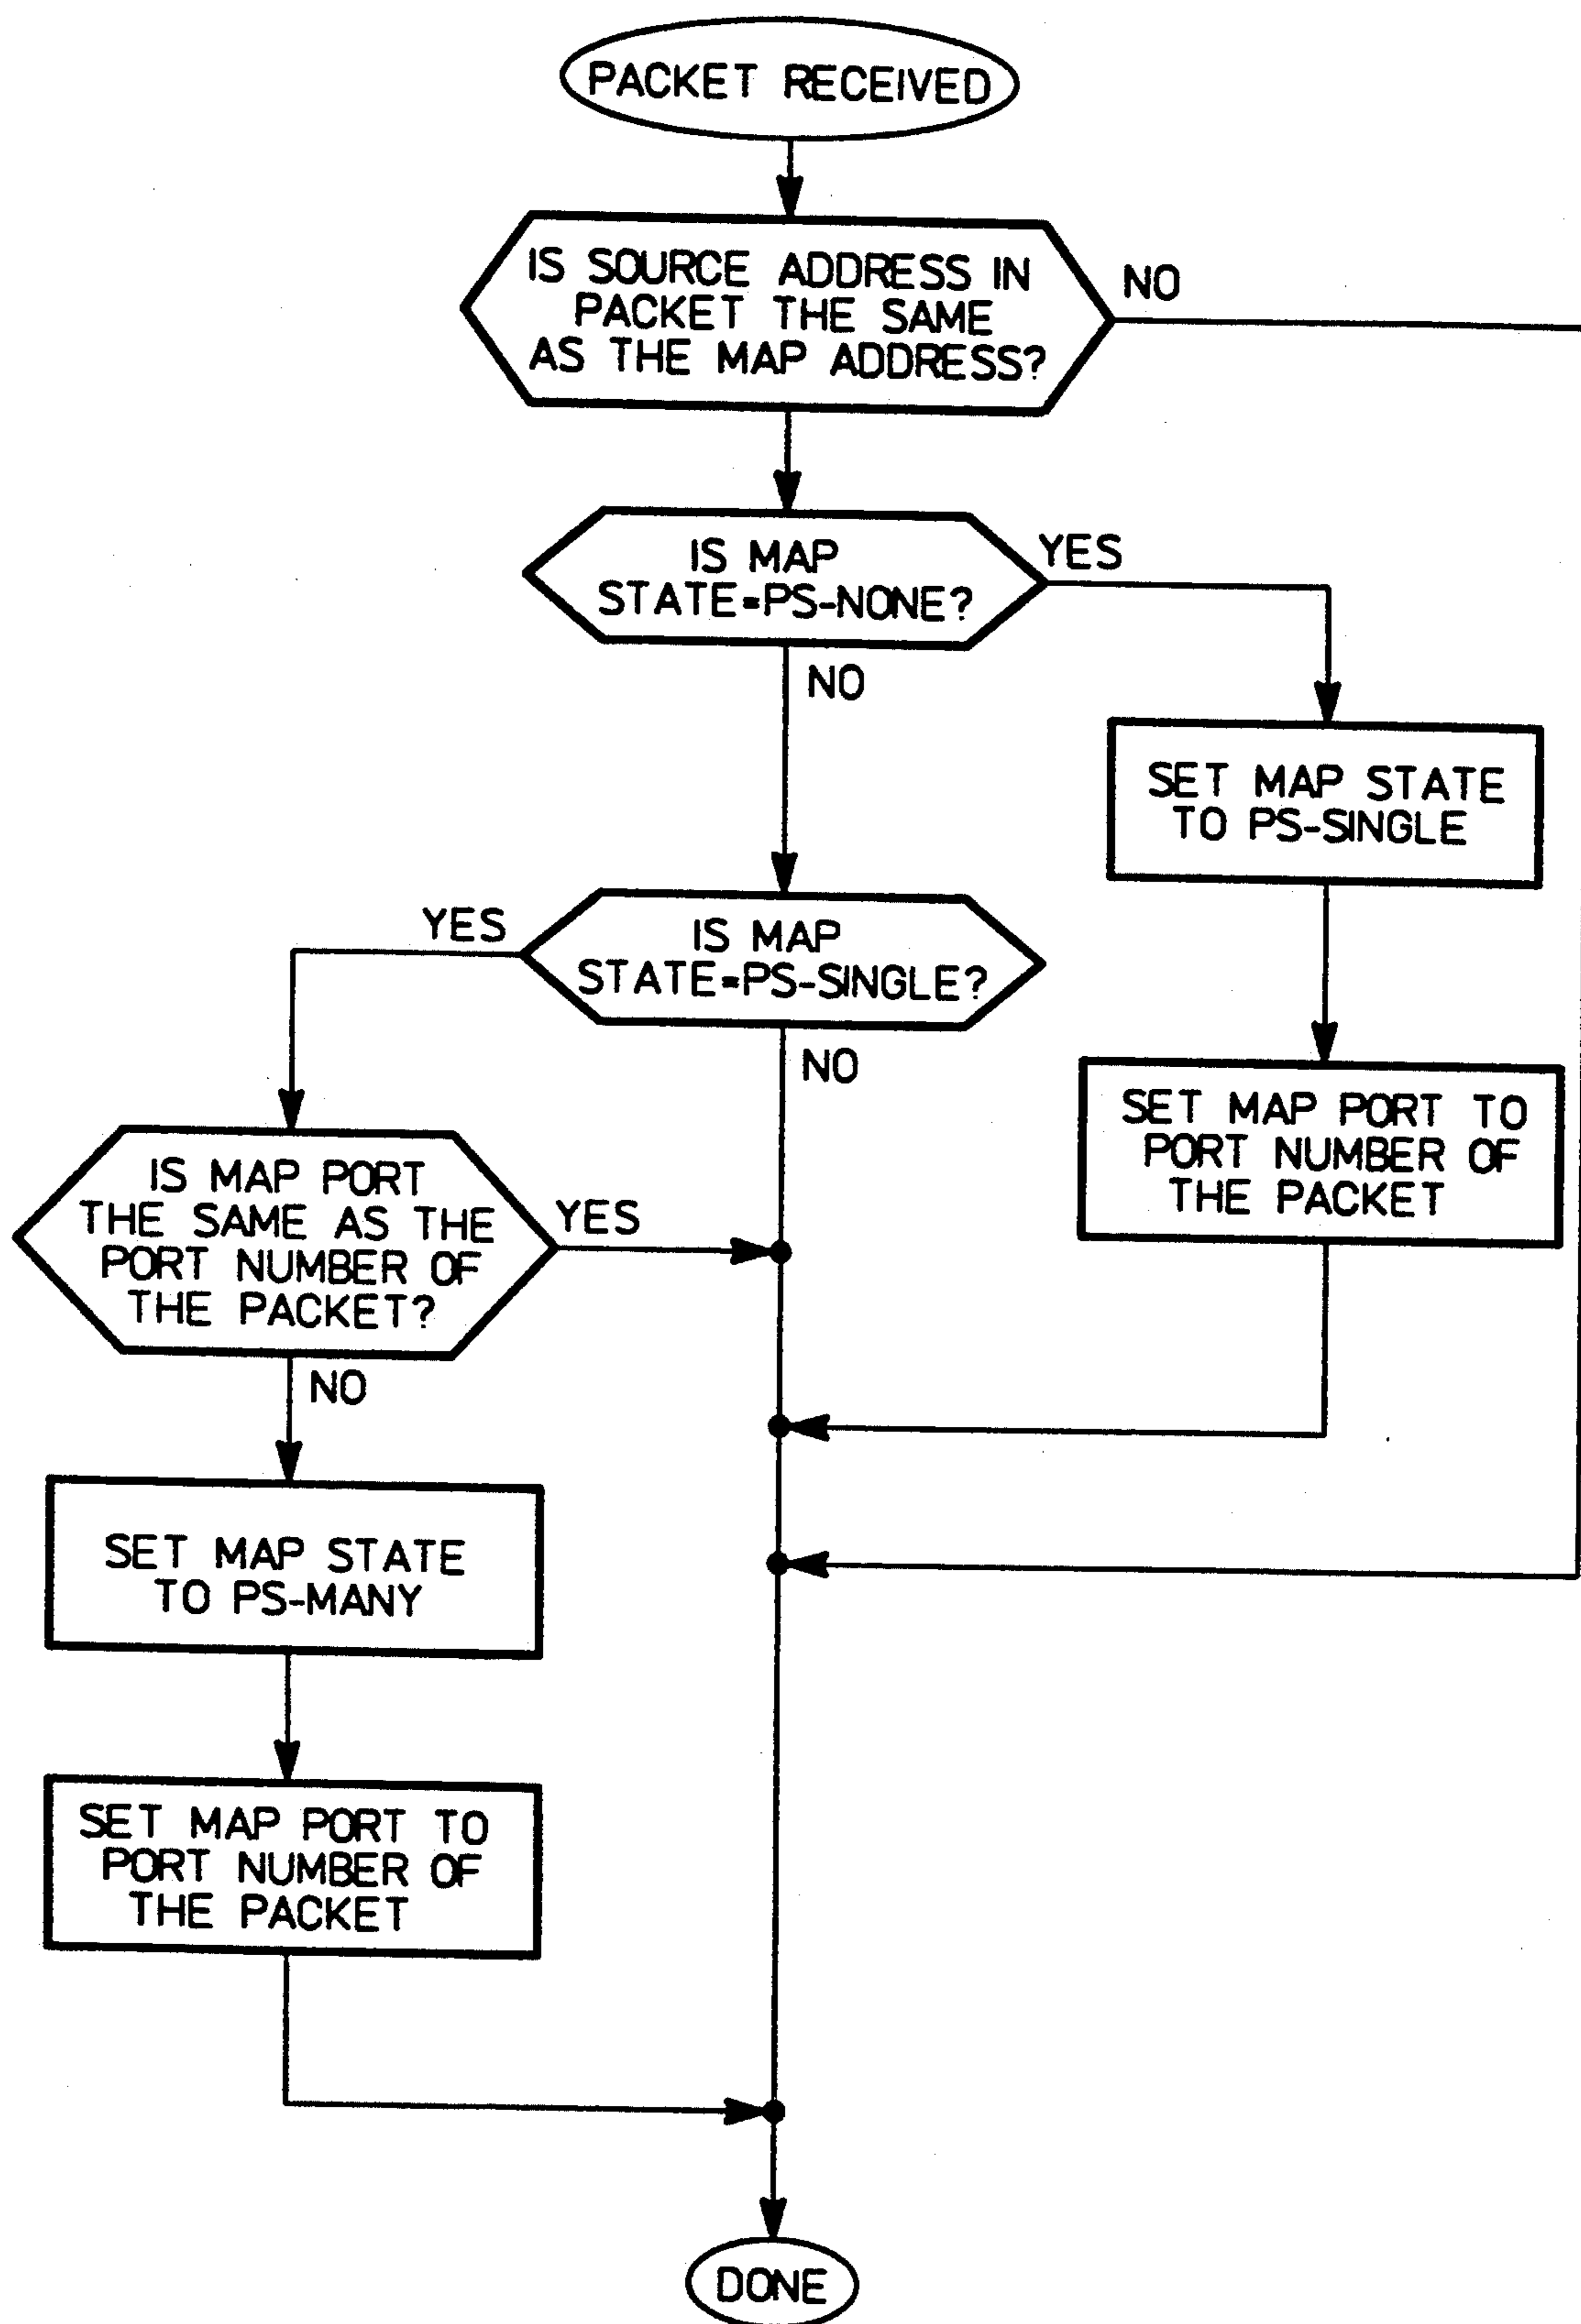 PACKET RECEIVED
IS SOURCE ADDRESS IN
PACKET THE SAME
AS THE MAP ADDRESS?
NO
IS MAP
STATE=PS-NONE?
YES
NO
SET MAP STATE
TO PS-SINGLE
IS MAP
STATE=PS-SINGLE?
YES
NO
SET MAP PORT TO
PORT NUMBER OF
THE PACKET
IS MAP PORT
THE SAME AS THE
PORT NUMBER OF
THE PACKET?
YES
NO
SET MAP STATE
TO PS-MANY
SET MAP PORT TO
PORT NUMBER OF
THE PACKET
DONE